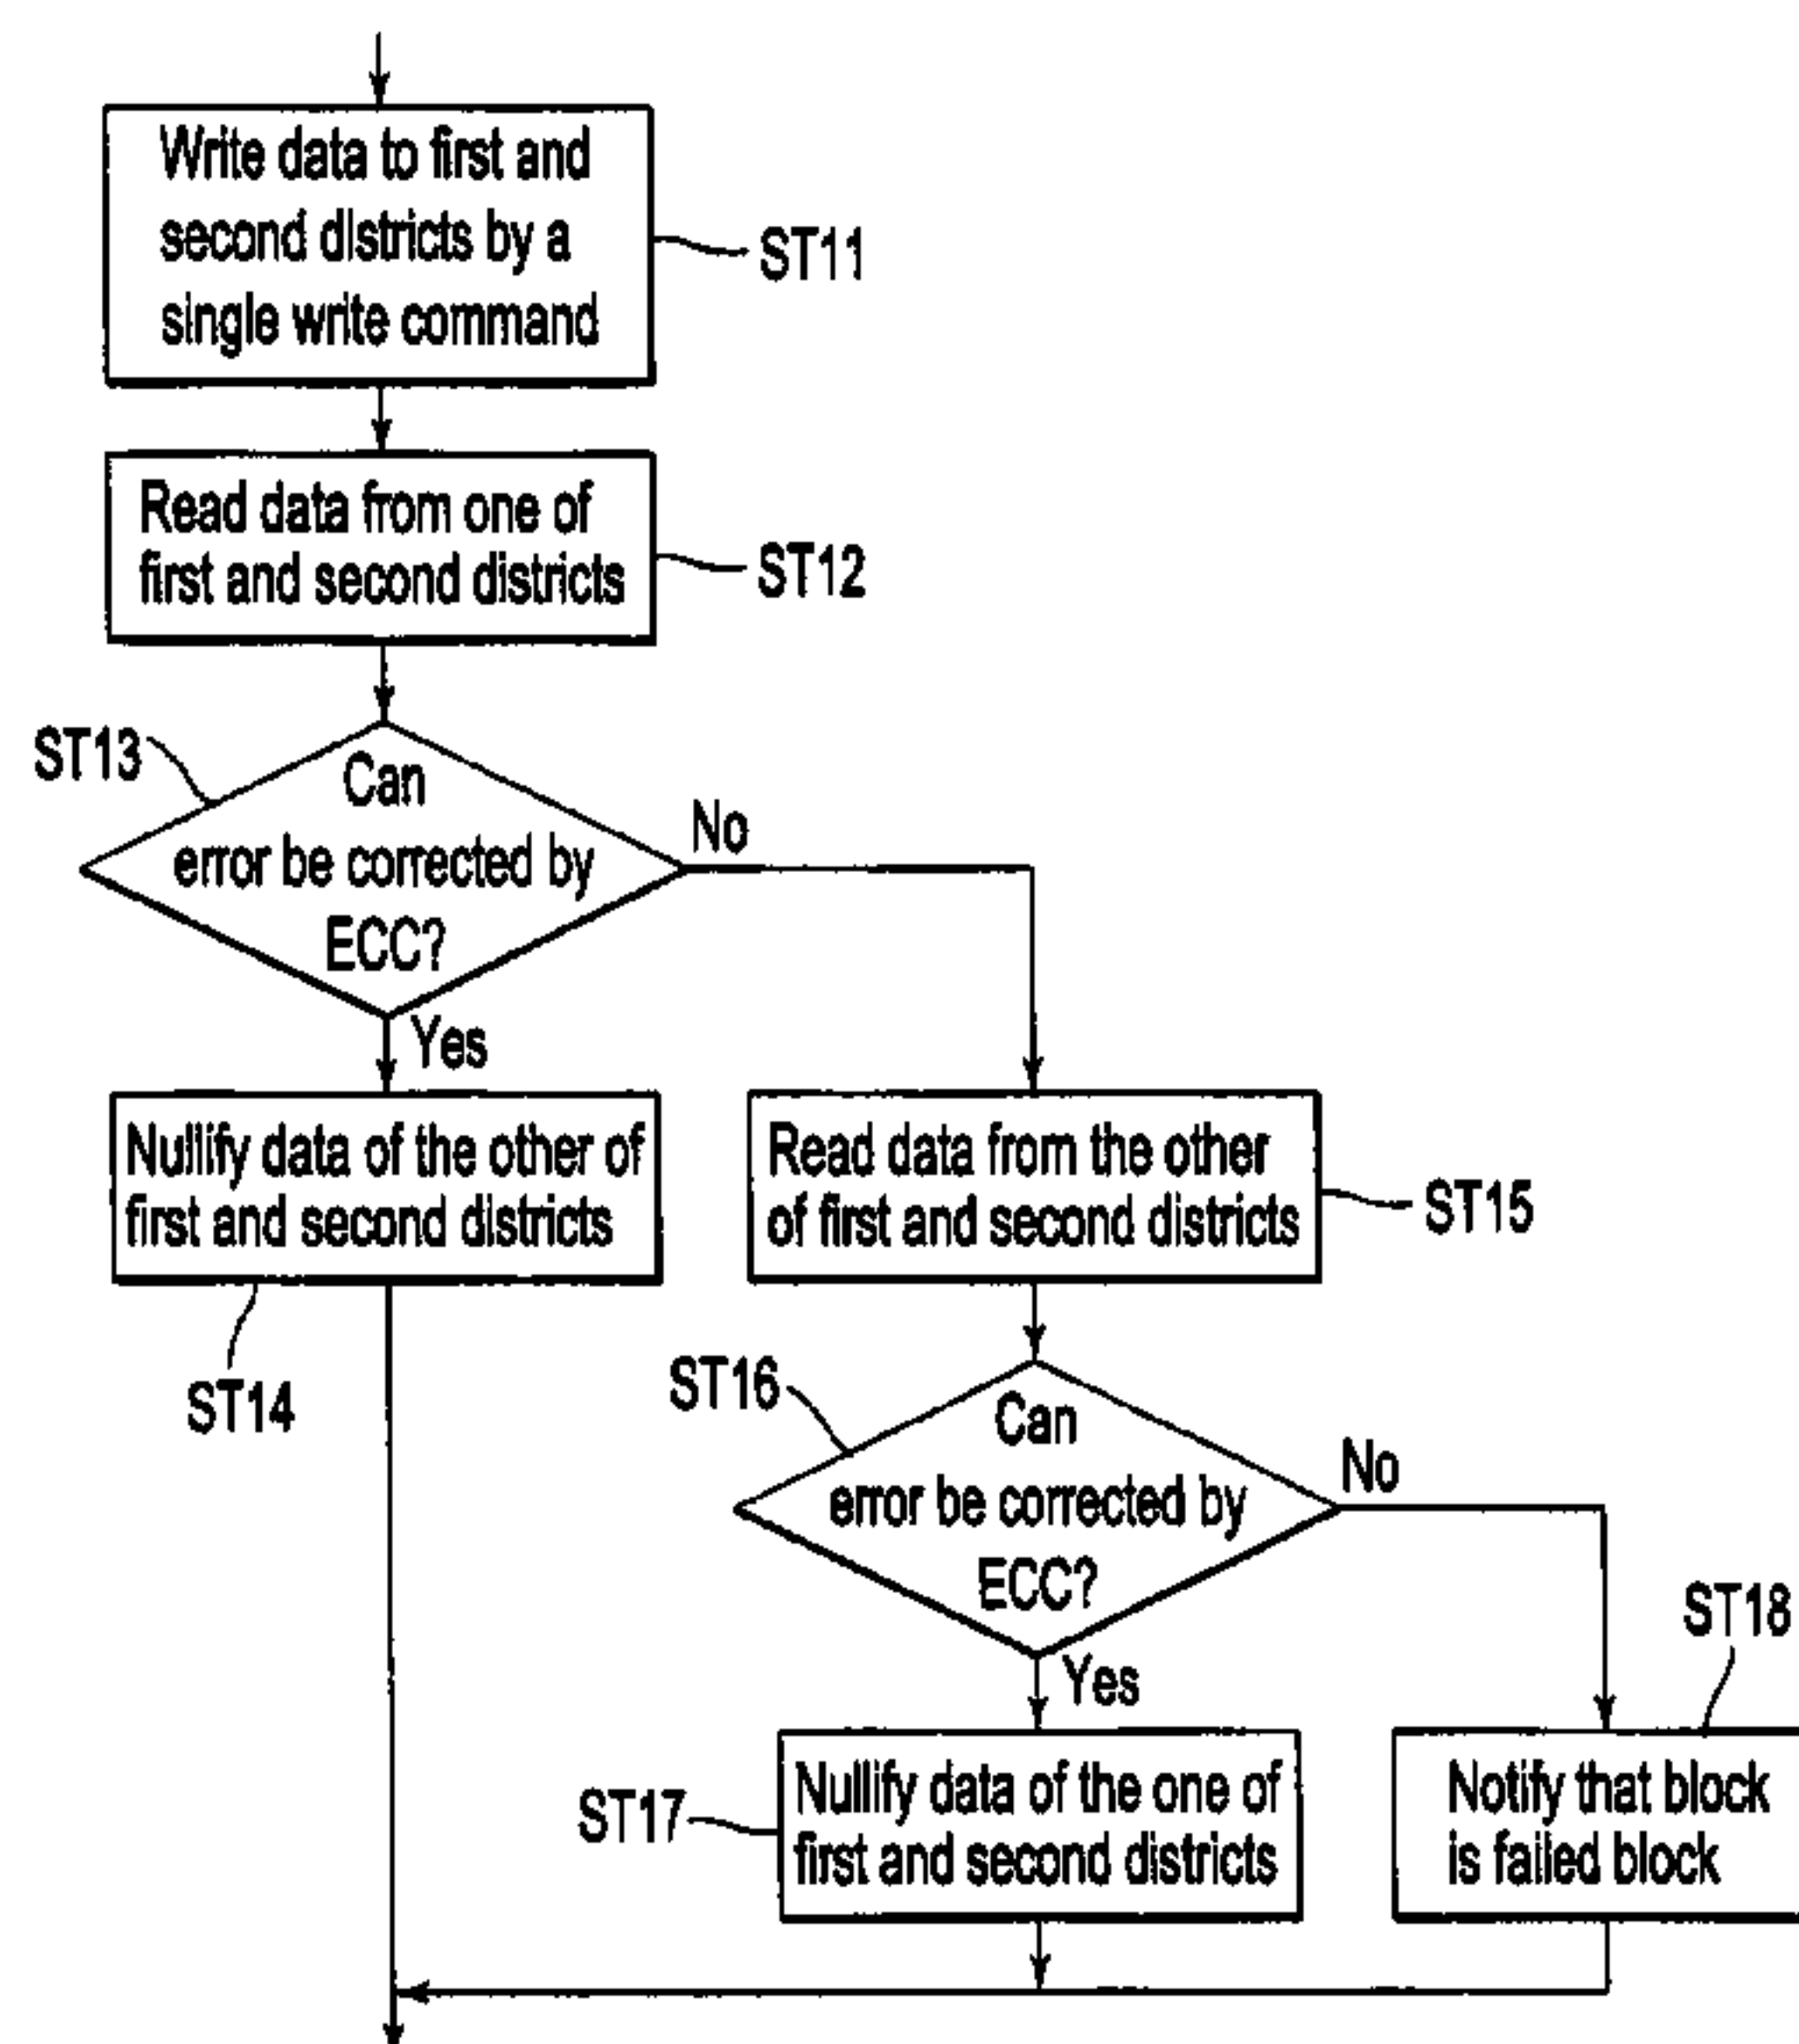 Write data to first and
second districts by a
single write command
ST11
Read data from one of
first and second districts
ST12
ST13
Can
error be corrected by
ECC?
No
Yes
Nullify data of the other of
first and second districts
ST14
Read data from the other
of first and second districts
ST15
ST16
Can
error be corrected by
ECC?
No
Yes
ST17
Nullify data of the one of
first and second districts
ST18
Notify that block
is failed block